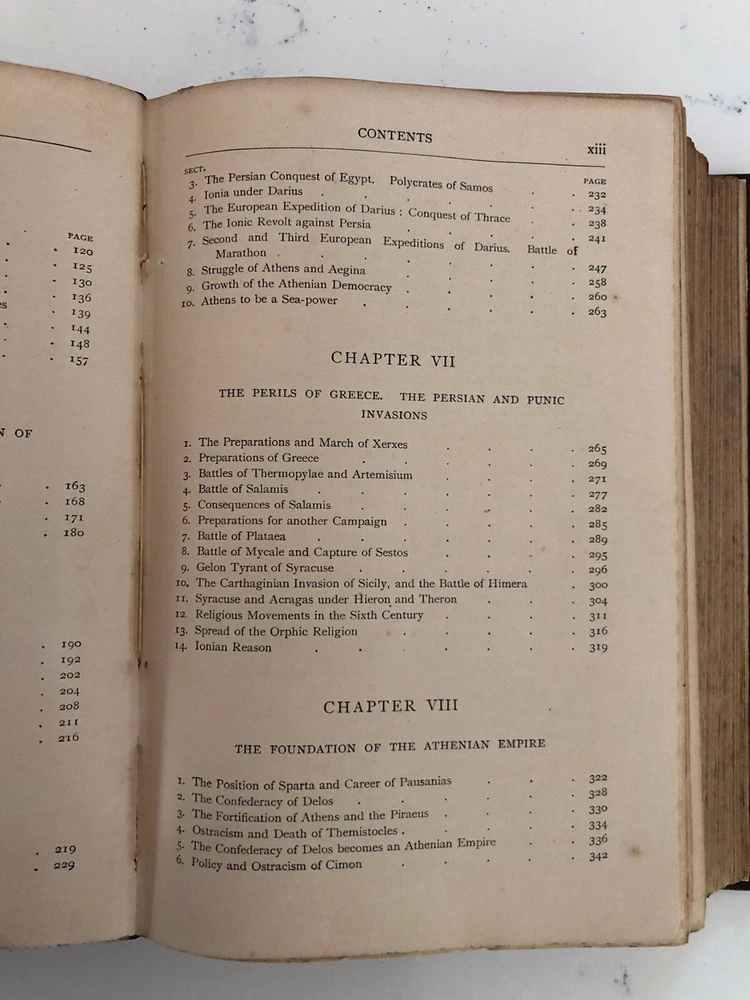 PAGE
. 120
. 125
. 130
. 136
es . 139
. 144
. 148
. 157
N OF
. 163
. 168
. 171
. 180
. 190
. 192
. 202
. 204
. 208
. 211
. 216
. 219
. 229
CONTENTS xiii
SECT. PAGE
3. The Persian Conquest of Egypt. Polycrates of Samos . . 232
4. Ionia under Darius . . . . . . 234
5. The European Expedition of Darius : Conquest of Thrace . . 238
6. The Ionic Revolt against Persia . . . . 241
7. Second and Third European Expeditions of Darius. Battle of
Marathon . . . . . . . 247
8. Struggle of Athens and Aegina . . . . . 258
9. Growth of the Athenian Democracy . . . . . 260
10. Athens to be a Sea-power . . . . . 263
CHAPTER VII
THE PERILS OF GREECE. THE PERSIAN AND PUNIC
INVASIONS
1. The Preparations and March of Xerxes . . . . 265
2. Preparations of Greece . . . . . . 269
3. Battles of Thermopylae and Artemisium . . . . 271
4. Battle of Salamis . . . . . . . 277
5. Consequences of Salamis . . . . . . 282
6. Preparations for another Campaign . . . . . 285
7. Battle of Plataea . . . . . . . 289
8. Battle of Mycale and Capture of Sestos . . . . 295
9. Gelon Tyrant of Syracuse . . . . . . 296
10. The Carthaginian Invasion of Sicily, and the Battle of Himera . 300
11. Syracuse and Acragas under Hieron and Theron . . . 304
12. Religious Movements in the Sixth Century . . . . 311
13. Spread of the Orphic Religion . . . . . 316
14. Ionian Reason . . . . . . . 319
CHAPTER VIII
THE FOUNDATION OF THE ATHENIAN EMPIRE
1. The Position of Sparta and Career of Pausanias . . . 322
2. The Confederacy of Delos . . . . . . 328
3. The Fortification of Athens and the Piraeus . . . . 330
4. Ostracism and Death of Themistocles . . . . . 334
5. The Confederacy of Delos becomes an Athenian Empire . . 336
6. Policy and Ostracism of Cimon . . . . . 342